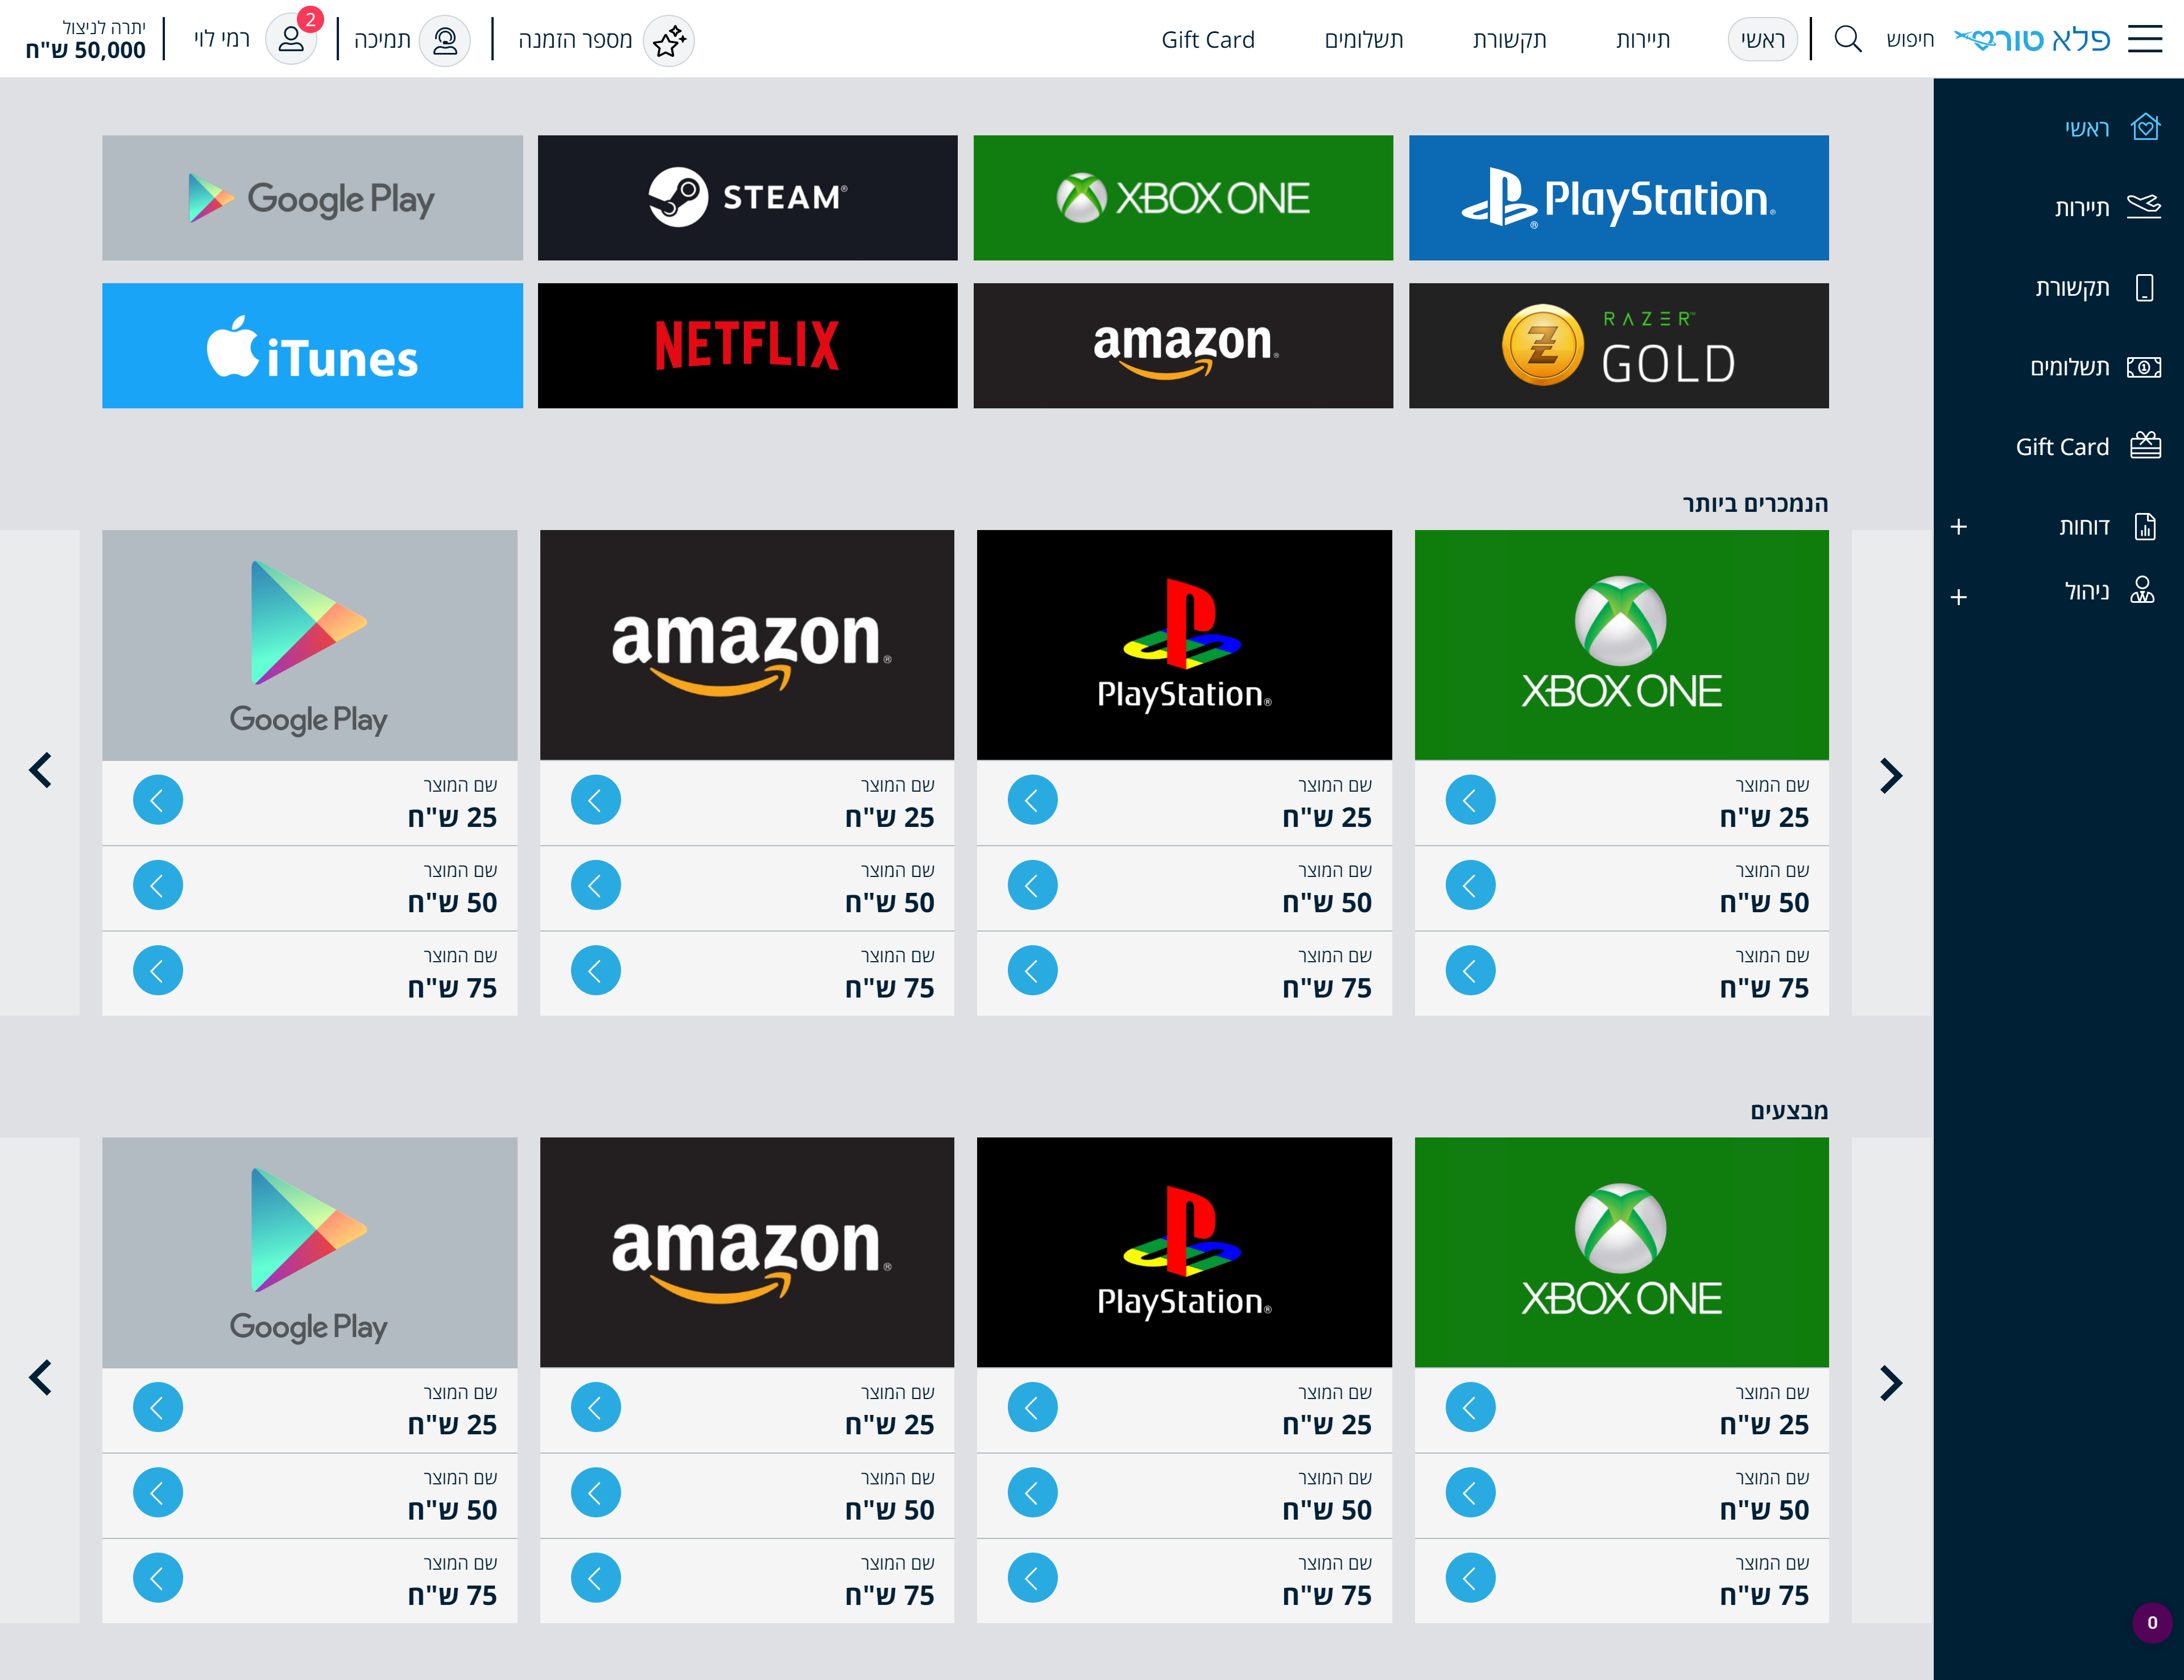 פלא טור
חיפוש
ראשי
תיירות
תקשורת
תשלומים
Gift Card
מספר הזמנה
תמיכה
2
רמי לוי
יתרה לניצול
50,000 ש"ח
ראשי
תיירות
תקשורת
תשלומים
Gift Card
דוחות
ניהול
0
PlayStation®
XBOX ONE
STEAM®
Google Play
RAZER™
GOLD
amazon®
NETFLIX
iTunes
הנמכרים ביותר
XBOX ONE
שם המוצר
25 ש"ח
שם המוצר
50 ש"ח
שם המוצר
75 ש"ח
PlayStation®
שם המוצר
25 ש"ח
שם המוצר
50 ש"ח
שם המוצר
75 ש"ח
amazon®
שם המוצר
25 ש"ח
שם המוצר
50 ש"ח
שם המוצר
75 ש"ח
Google Play
שם המוצר
25 ש"ח
שם המוצר
50 ש"ח
שם המוצר
75 ש"ח
מבצעים
XBOX ONE
שם המוצר
25 ש"ח
שם המוצר
50 ש"ח
שם המוצר
75 ש"ח
PlayStation®
שם המוצר
25 ש"ח
שם המוצר
50 ש"ח
שם המוצר
75 ש"ח
amazon®
שם המוצר
25 ש"ח
שם המוצר
50 ש"ח
שם המוצר
75 ש"ח
Google Play
שם המוצר
25 ש"ח
שם המוצר
50 ש"ח
שם המוצר
75 ש"ח